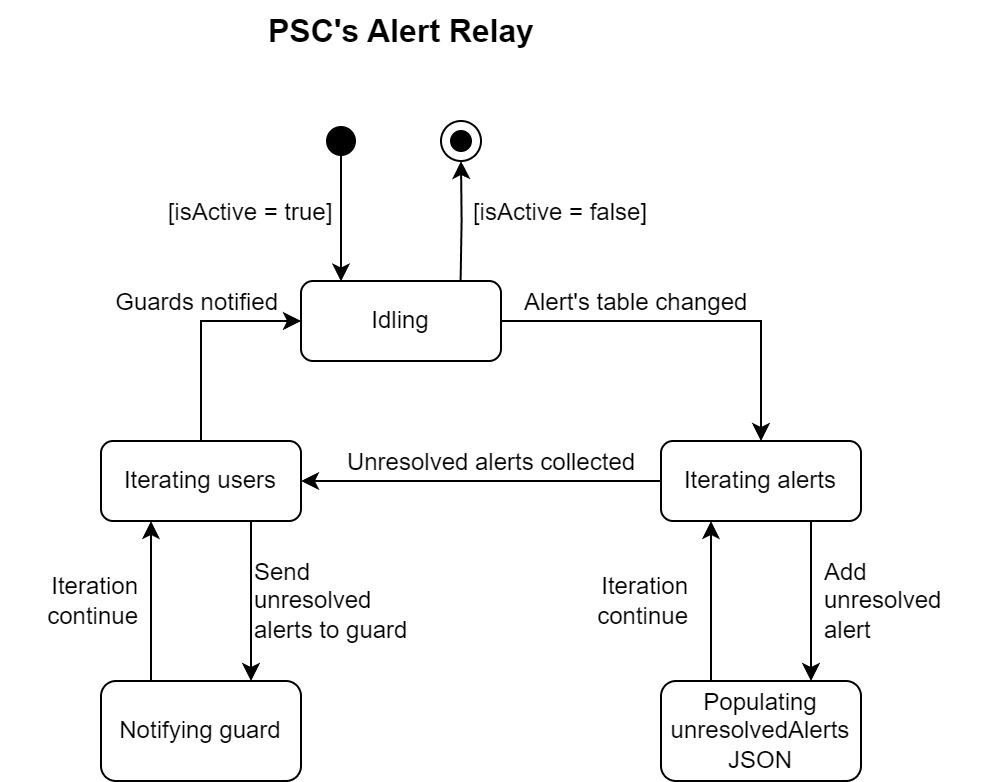 PSC's Alert Relay
[isActive = true]
[isActive = false]
Guards notified
Idling
Alert's table changed
Iterating users
Unresolved alerts collected
Iterating alerts
Iteration
continue
Send
unresolved
alerts to guard
Iteration
continue
Add
unresolved
alert
Notifying guard
Populating
unresolvedAlerts
JSON